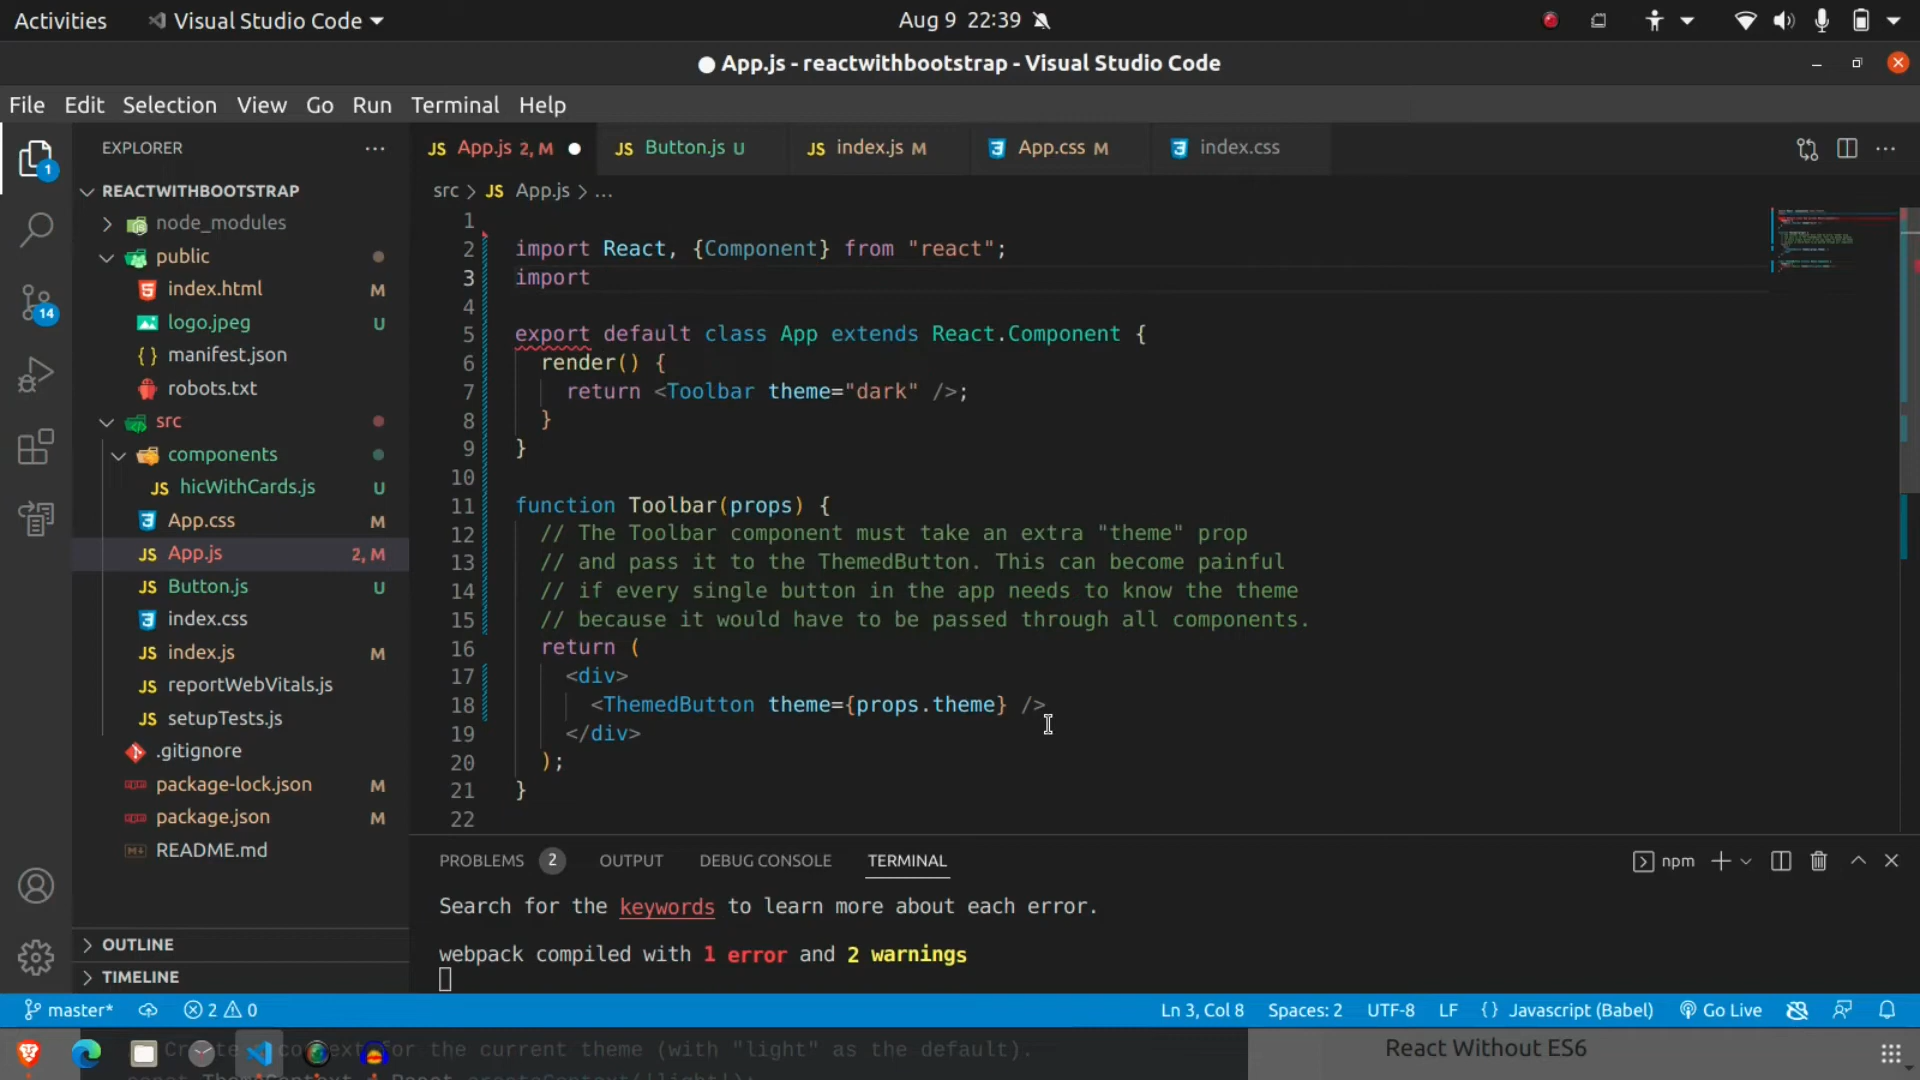 Activities
Visual Studio Code
Aug 9 22:39
App.js - reactwithbootstrap - Visual Studio Code
File Edit Selection View Go Run Terminal Help
EXPLORER
JS App.js 2, M
JS Button.js U
JS index.js M
App.css M
index.css
1
REACTWITHBOOTSTRAP
src > JS App.js > ...
node_modules
public
index.html M
logo.jpeg U
manifest.json
robots.txt
14
src
components
JS hicWithCards.js U
App.css M
JS App.js 2, M
JS Button.js U
index.css
JS index.js M
JS reportWebVitals.js
JS setupTests.js
.gitignore
package-lock.json M
package.json M
README.md
OUTLINE
TIMELINE
1
2 import React, {Component} from "react";
3 import
4
5 export default class App extends React.Component {
6 render() {
7 return <Toolbar theme="dark" />;
8 }
9 }
10
11 function Toolbar(props) {
12 // The Toolbar component must take an extra "theme" prop
13 // and pass it to the ThemedButton. This can become painful
14 // if every single button in the app needs to know the theme
15 // because it would have to be passed through all components.
16 return (
17 <div>
18 <ThemedButton theme={props.theme} />
19 </div>
20 );
21 }
22
PROBLEMS 2 OUTPUT DEBUG CONSOLE TERMINAL
npm
Search for the keywords to learn more about each error.
webpack compiled with 1 error and 2 warnings
master* 2 0
Ln 3, Col 8 Spaces: 2 UTF-8 LF {} Javascript (Babel) Go Live
context for the current theme (with "light" as the default).
React Without ES6